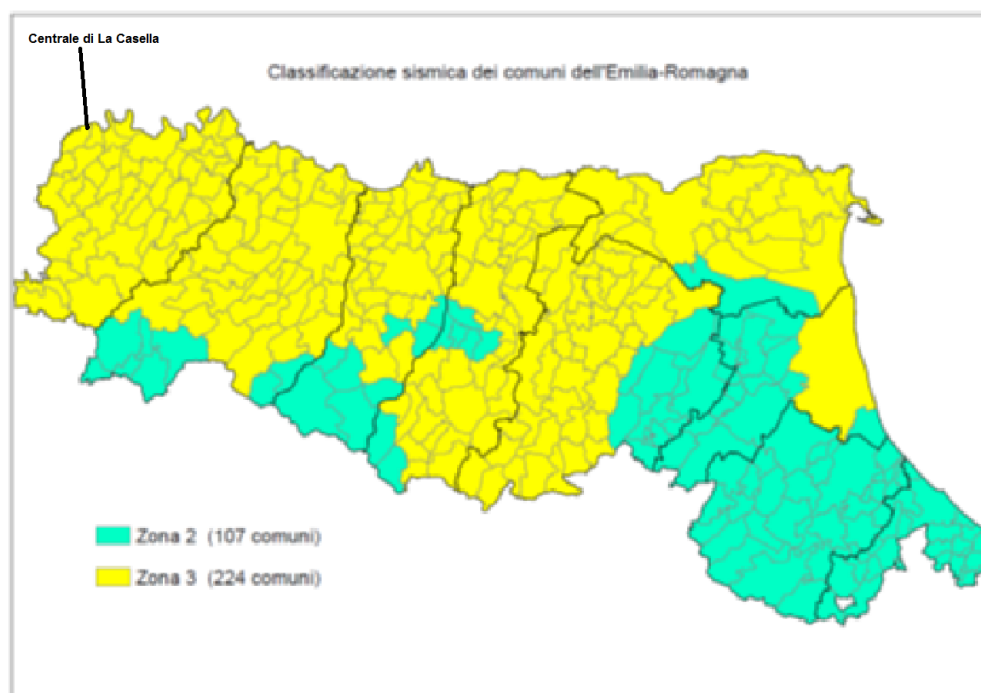 Centrale di La Casella
Classificazione sismica dei comuni dell'Emilia-Romagna
Zona 2 (107 comuni)
Zona 3 (224 comuni)